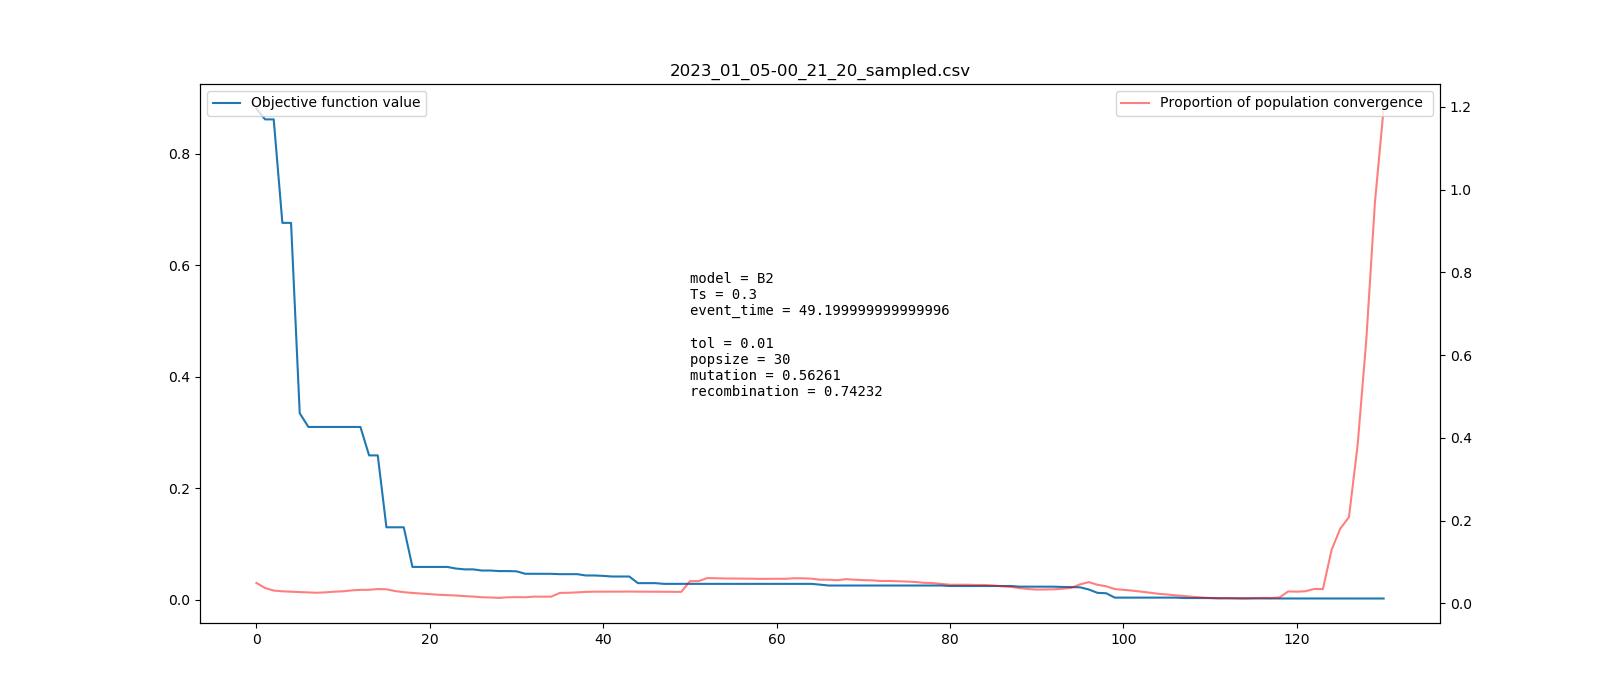 2023_01_05-00_21_20_sampled.csv
Objective function value
Proportion of population convergence
0.8
0.6
0.4
0.2
0.0
model = B2
Ts = 0.3
event_time = 49.199999999999996
tol = 0.01
popsize = 30
mutation = 0.56261
recombination = 0.74232
1.2
1.0
0.8
0.6
0.4
0.2
0.0
0 20 40 60 80 100 120